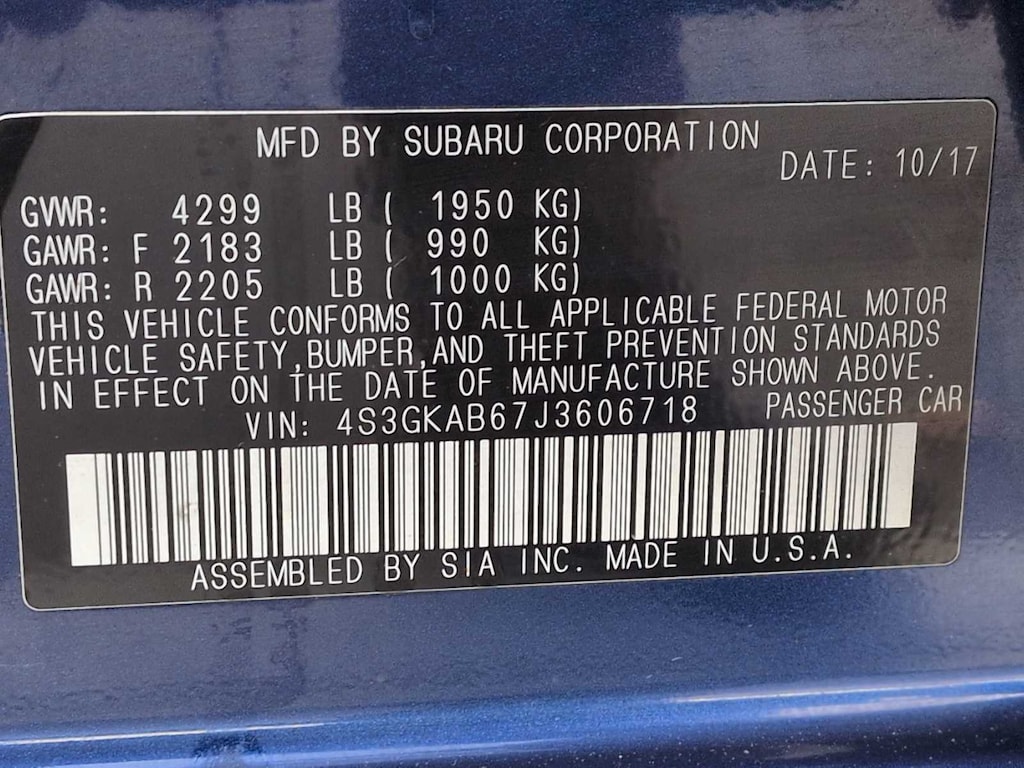 MFD BY SUBARU CORPORATION
DATE: 10/17
GVWR: 4299 LB ( 1950 KG)
GAWR: F 2183 LB ( 990 KG)
GAWR: R 2205 LB ( 1000 KG)
THIS VEHICLE CONFORMS TO ALL APPLICABLE FEDERAL MOTOR
VEHICLE SAFETY,BUMPER,AND THEFT PREVENTION STANDARDS
IN EFFECT ON THE DATE OF MANUFACTURE SHOWN ABOVE.
VIN: 4S3GKAB67J3606718 PASSENGER CAR
ASSEMBLED BY SIA INC. MADE IN U.S.A.